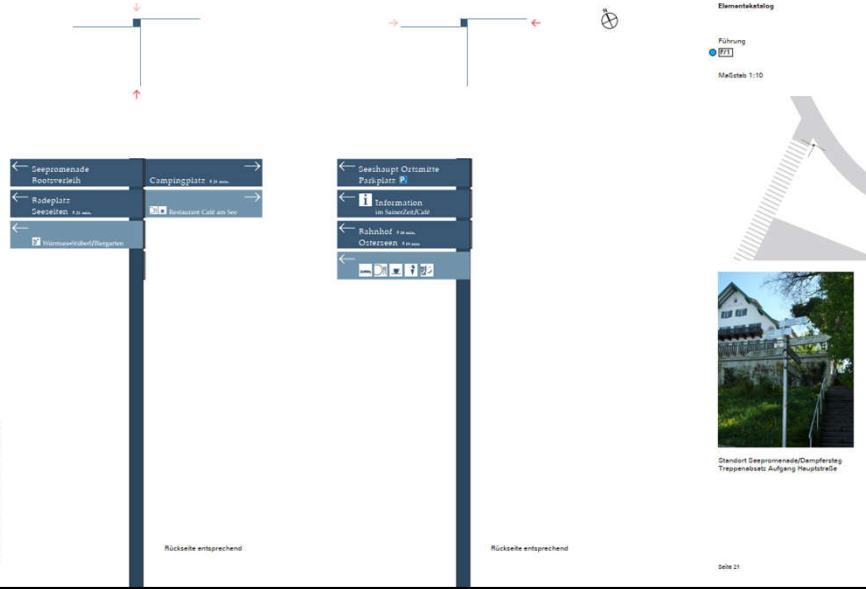 Elementekatalog
Führung
F/1
Maßstab 1:10
N
Seepromenade
Bootsverleih
Campingplatz
Badeplatz
Seeseiten
Restaurant Café am See
Seeshaupt Ortsmitte
Parkplatz P
i Information
im SaiserZeit/Café
Bahnhof
Osterseen
Standort Seepromenade/Dampfersteg
Treppenabsatz Aufgang Hauptstraße
Rückseite entsprechend
Rückseite entsprechend
Seite 21